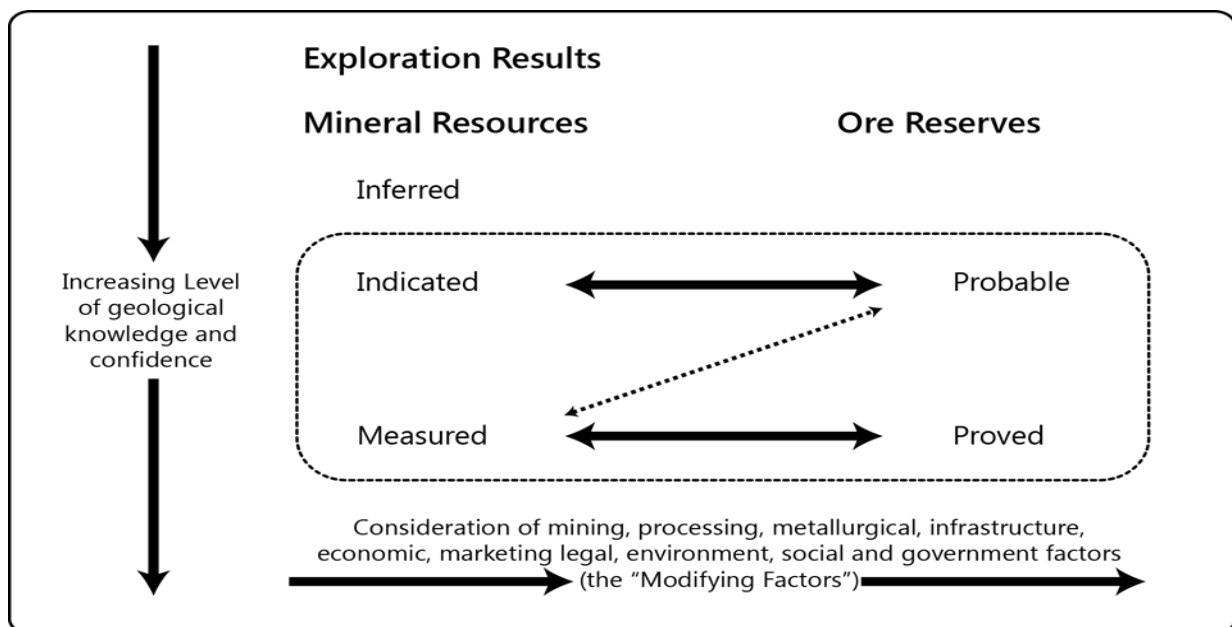 Exploration Results
Mineral Resources
Ore Reserves
Inferred
Indicated
Probable
Increasing Level
of geological
knowledge and
confidence
Measured
Proved
Consideration of mining, processing, metallurgical, infrastructure,
economic, marketing legal, environment, social and government factors
(the “Modifying Factors”)